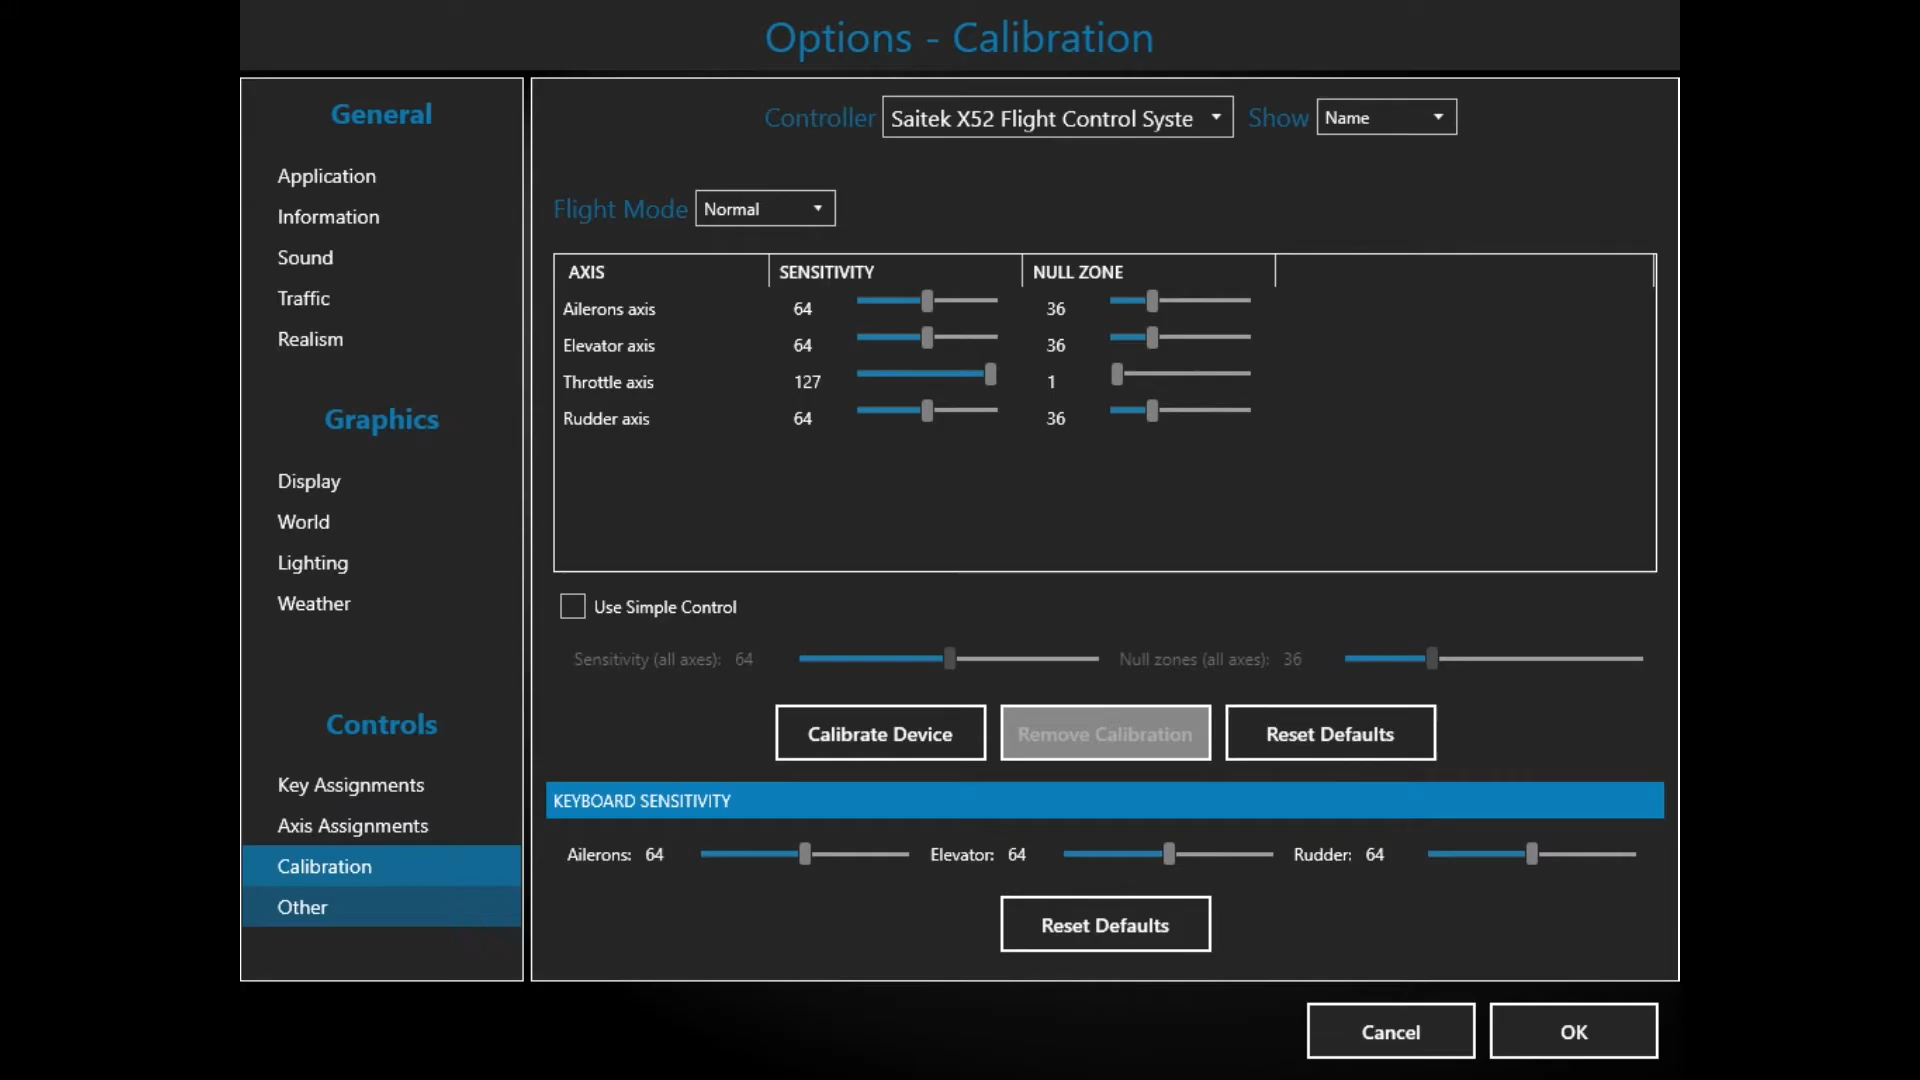 Options - Calibration
General
Application
Information
Sound
Traffic
Realism
Graphics
Display
World
Lighting
Weather
Controls
Key Assignments
Axis Assignments
Calibration
Other
Controller Saitek X52 Flight Control Syste Show Name
Flight Mode Normal
AXIS SENSITIVITY NULL ZONE
Ailerons axis 64 36
Elevator axis 64 36
Throttle axis 127 1
Rudder axis 64 36
Use Simple Control
Sensitivity (all axes): 64 Null zones (all axes): 36
Calibrate Device Remove Calibration Reset Defaults
KEYBOARD SENSITIVITY
Ailerons: 64 Elevator: 64 Rudder: 64
Reset Defaults
Cancel OK